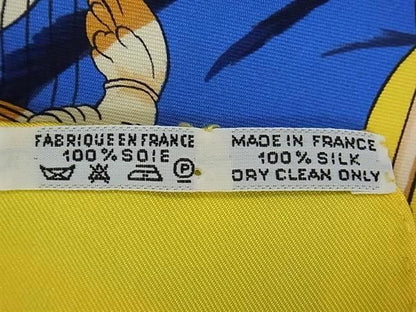 FABRIQUE EN FRANCE
100% SOIE
P
MADE IN FRANCE
100% SILK
DRY CLEAN ONLY